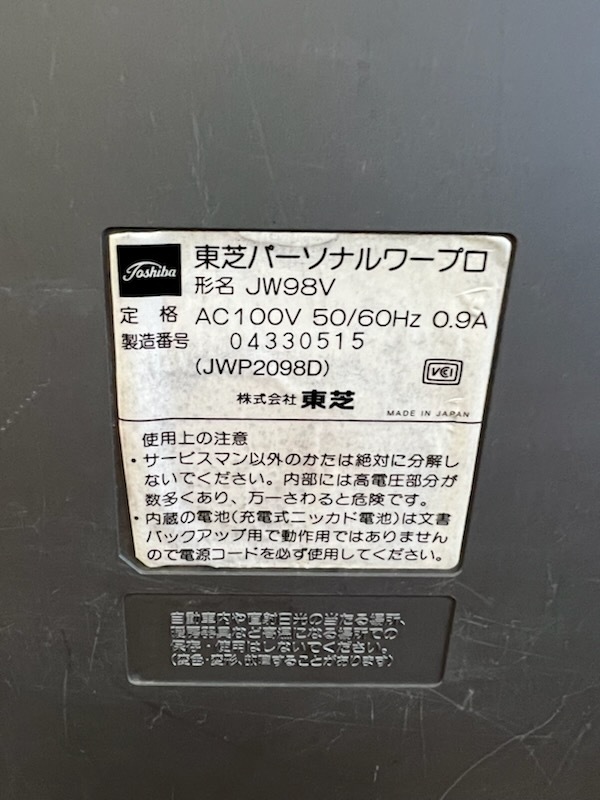 Toshiba
東芝パーソナルワープロ
形名 JW98V
定格 AC100V 50/60Hz 0.9A
製造番号 04330515
(JWP2098D)
VCI
株式会社 東芝
MADE IN JAPAN
使用上の注意
・サービスマン以外のかたは絶対に分解し
ないでください。内部には高電圧部分が
数多くあり、万一さわると危険です。
・内蔵の電池(充電式ニッカド電池)は文書
バックアップ用で動作用ではありません
ので電源コードを必ず使用してください。
自動車内や直射日光の当たる場所、
暖房器具など高温になる場所での
保存・使用はしないでください。
(変色・変形、故障することがあります)